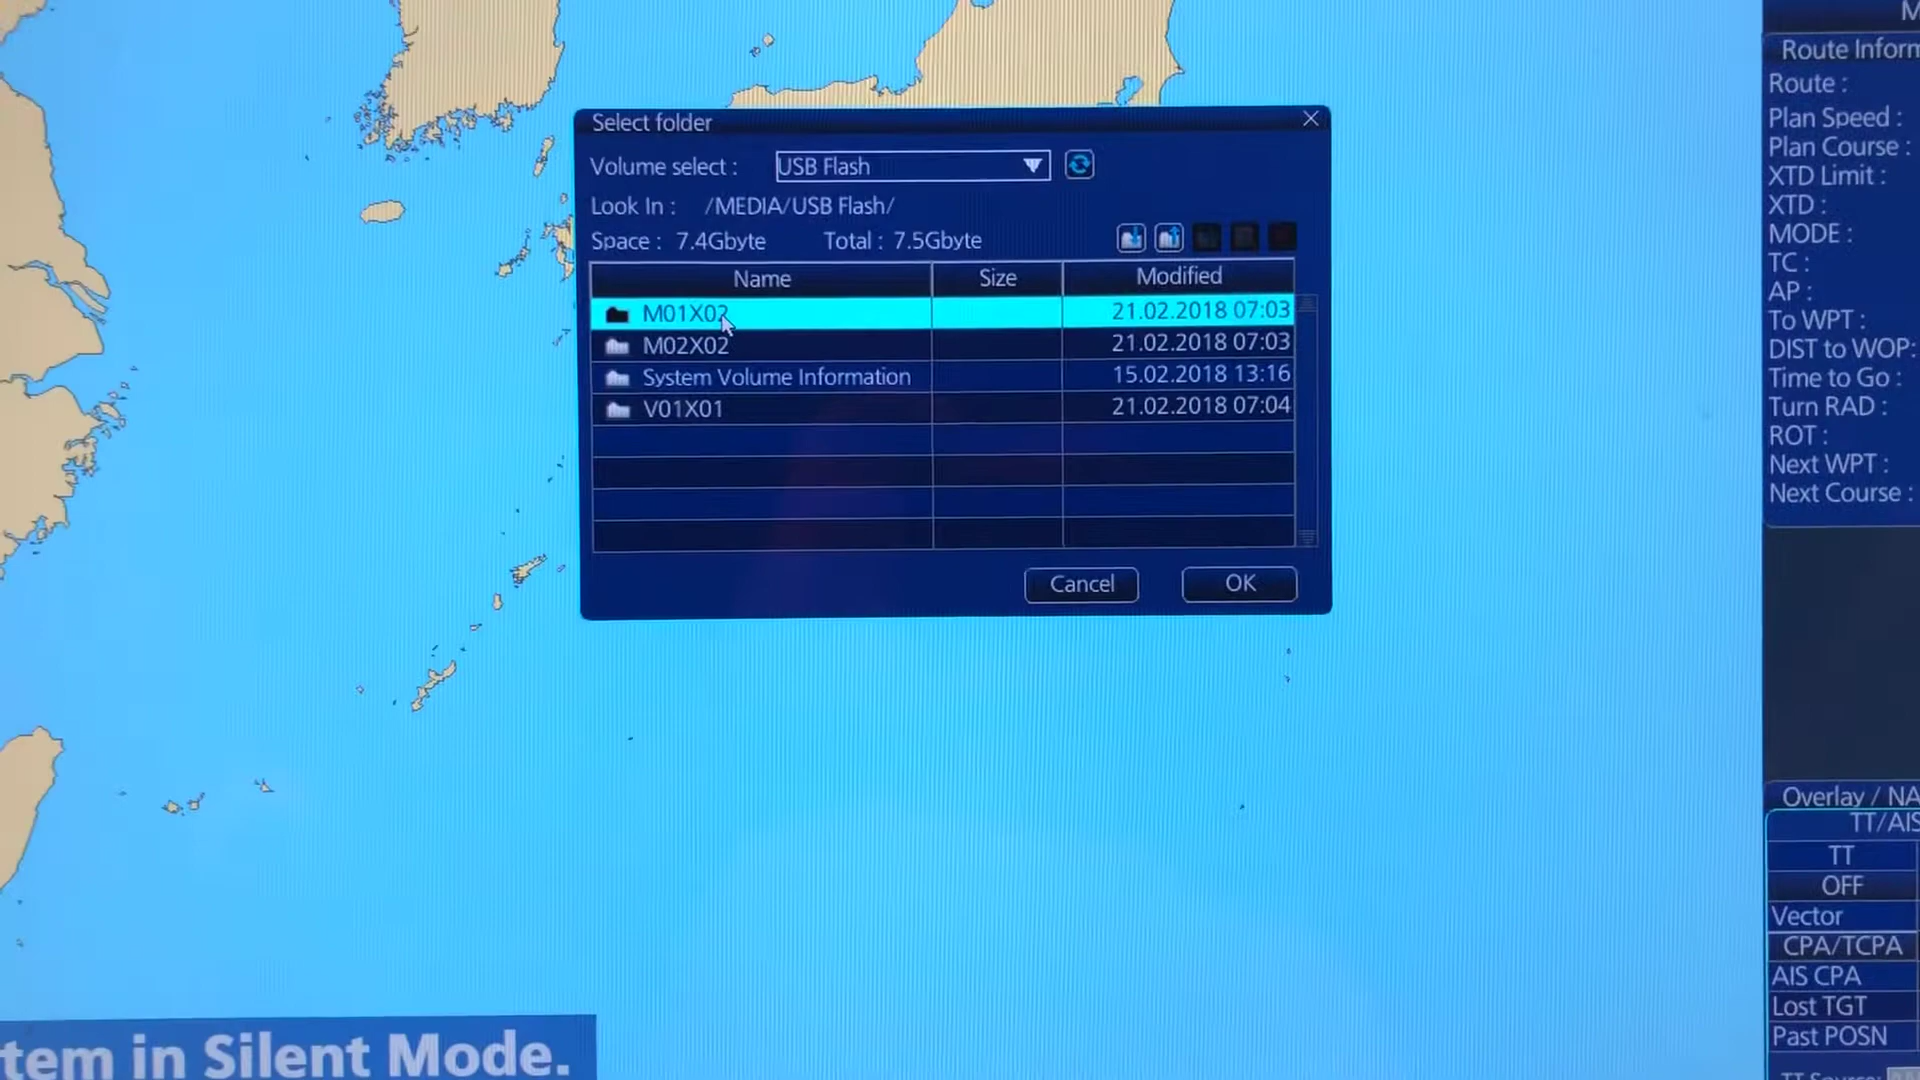 Select folder
Volume select : USB Flash
Look In : /MEDIA/USB Flash/
Space : 7.4Gbyte Total : 7.5Gbyte
Name Size Modified
M01X02 21.02.2018 07:03
M02X02 21.02.2018 07:03
System Volume Information 15.02.2018 13:16
V01X01 21.02.2018 07:04
Cancel OK
M
Route Inform
Route :
Plan Speed :
Plan Course :
XTD Limit :
XTD :
MODE :
TC :
AP :
To WPT :
DIST to WOP:
Time to Go :
Turn RAD :
ROT :
Next WPT :
Next Course :
Overlay / NA
TT/AIS
TT
OFF
Vector
CPA/TCPA
AIS CPA
Lost TGT
Past POSN
tem in Silent Mode.